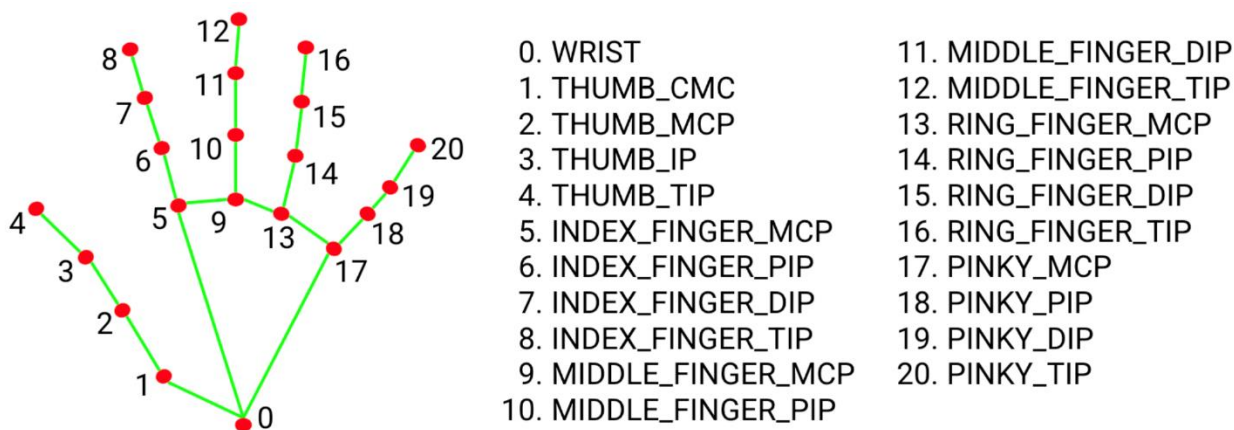 12
8
16
11
7
15
10
6
20
14
19
4
5
9
18
13
3
17
2
1
0
0. WRIST
1. THUMB_CMC
2. THUMB_MCP
3. THUMB_IP
4. THUMB_TIP
5. INDEX_FINGER_MCP
6. INDEX_FINGER_PIP
7. INDEX_FINGER_DIP
8. INDEX_FINGER_TIP
9. MIDDLE_FINGER_MCP
10. MIDDLE_FINGER_PIP
11. MIDDLE_FINGER_DIP
12. MIDDLE_FINGER_TIP
13. RING_FINGER_MCP
14. RING_FINGER_PIP
15. RING_FINGER_DIP
16. RING_FINGER_TIP
17. PINKY_MCP
18. PINKY_PIP
19. PINKY_DIP
20. PINKY_TIP